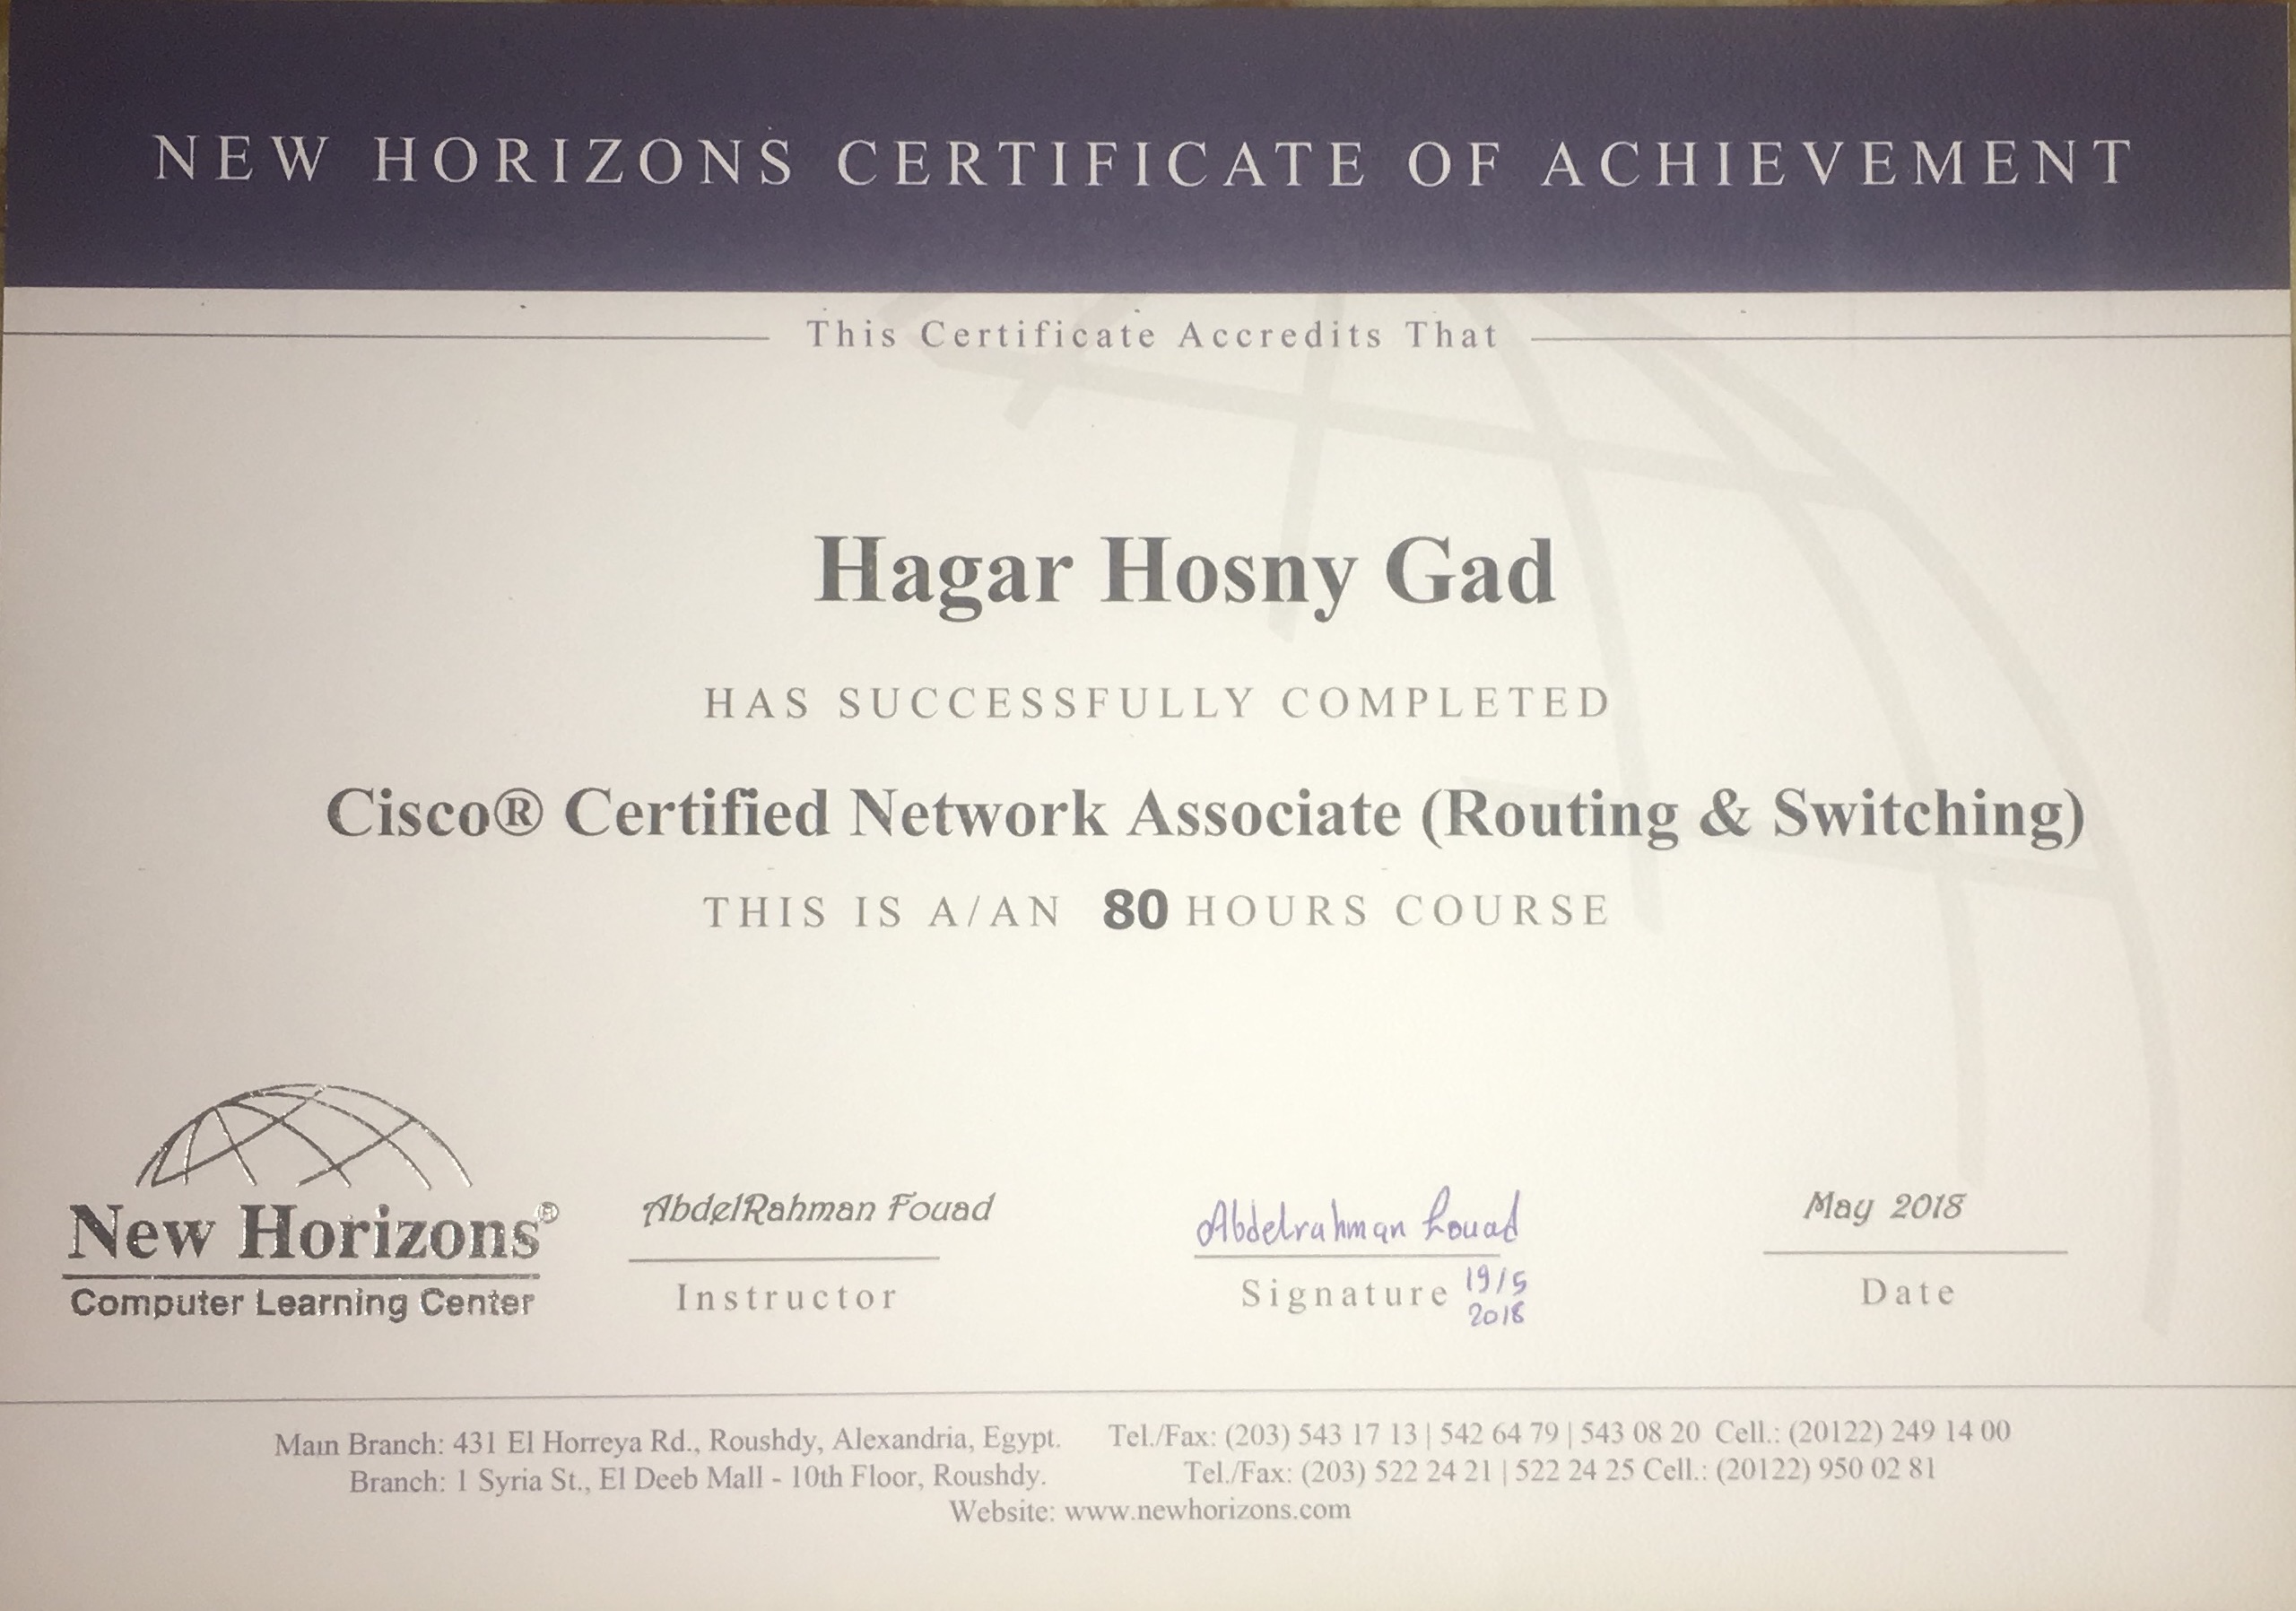 NEW HORIZONS CERTIFICATE OF ACHIEVEMENT
This Certificate Accredits That
Hagar Hosny Gad
HAS SUCCESSFULLY COMPLETED
Cisco® Certified Network Associate (Routing & Switching)
THIS IS A/AN 80 HOURS COURSE
New Horizons®
Computer Learning Center
AbdelRahman Fouad
Instructor
Abdelrahman Fouad
Signature 19/5
2018
May 2018
Date
Main Branch: 431 El Horreya Rd., Roushdy, Alexandria, Egypt. Tel./Fax: (203) 543 17 13 | 542 64 79 | 543 08 20 Cell.: (20122) 249 14 00
Branch: 1 Syria St., El Deeb Mall - 10th Floor, Roushdy. Tel./Fax: (203) 522 24 21 | 522 24 25 Cell.: (20122) 950 02 81
Website: www.newhorizons.com